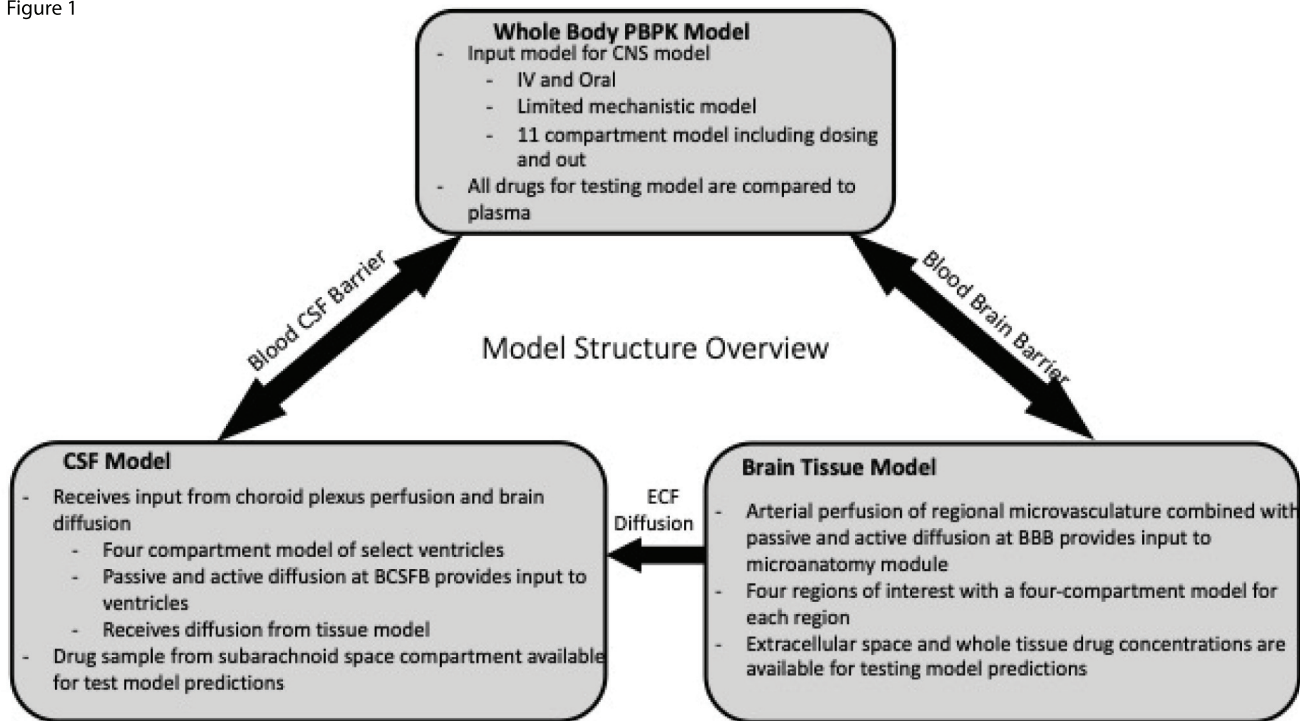 Figure 1
Whole Body PBPK Model
- Input model for CNS model
- IV and Oral
- Limited mechanistic model
- 11 compartment model including dosing
and out
- All drugs for testing model are compared to
plasma
Blood CSF Barrier
Blood Brain Barrier
Model Structure Overview
CSF Model
- Receives input from choroid plexus perfusion and brain
diffusion
- Four compartment model of select ventricles
- Passive and active diffusion at BCSFB provides input to
ventricles
- Receives diffusion from tissue model
- Drug sample from subarachnoid space compartment available
for test model predictions
ECF
Diffusion
Brain Tissue Model
- Arterial perfusion of regional microvasculature combined with
passive and active diffusion at BBB provides input to
microanatomy module
- Four regions of interest with a four-compartment model for
each region
- Extracellular space and whole tissue drug concentrations are
available for testing model predictions